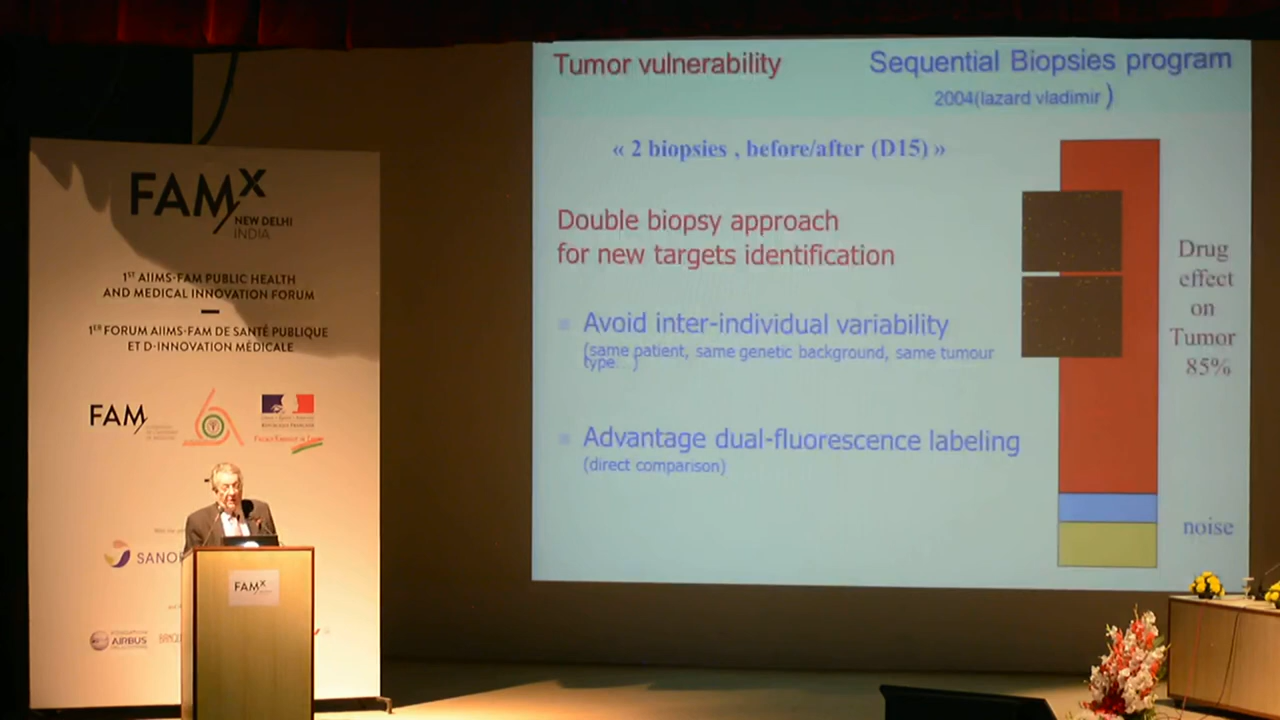 FAMX
NEW DELHI
INDIA
1ST AIIMS-FAM PUBLIC HEALTH
AND MEDICAL INNOVATION FORUM
1ER FORUM AIIMS-FAM DE SANTÉ PUBLIQUE
ET D-INNOVATION MÉDICALE
FAM
SANO
AIRBUS
FAMX
Tumor vulnerability
Sequential Biopsies program
2004(lazard vladimir )
« 2 biopsies , before/after (D15) »
Double biopsy approach
for new targets identification
Avoid inter-individual variability
(same patient, same genetic background, same tumour
type )
Advantage dual-fluorescence labeling
(direct comparison)
Drug
effect
on
Tumor
85%
noise